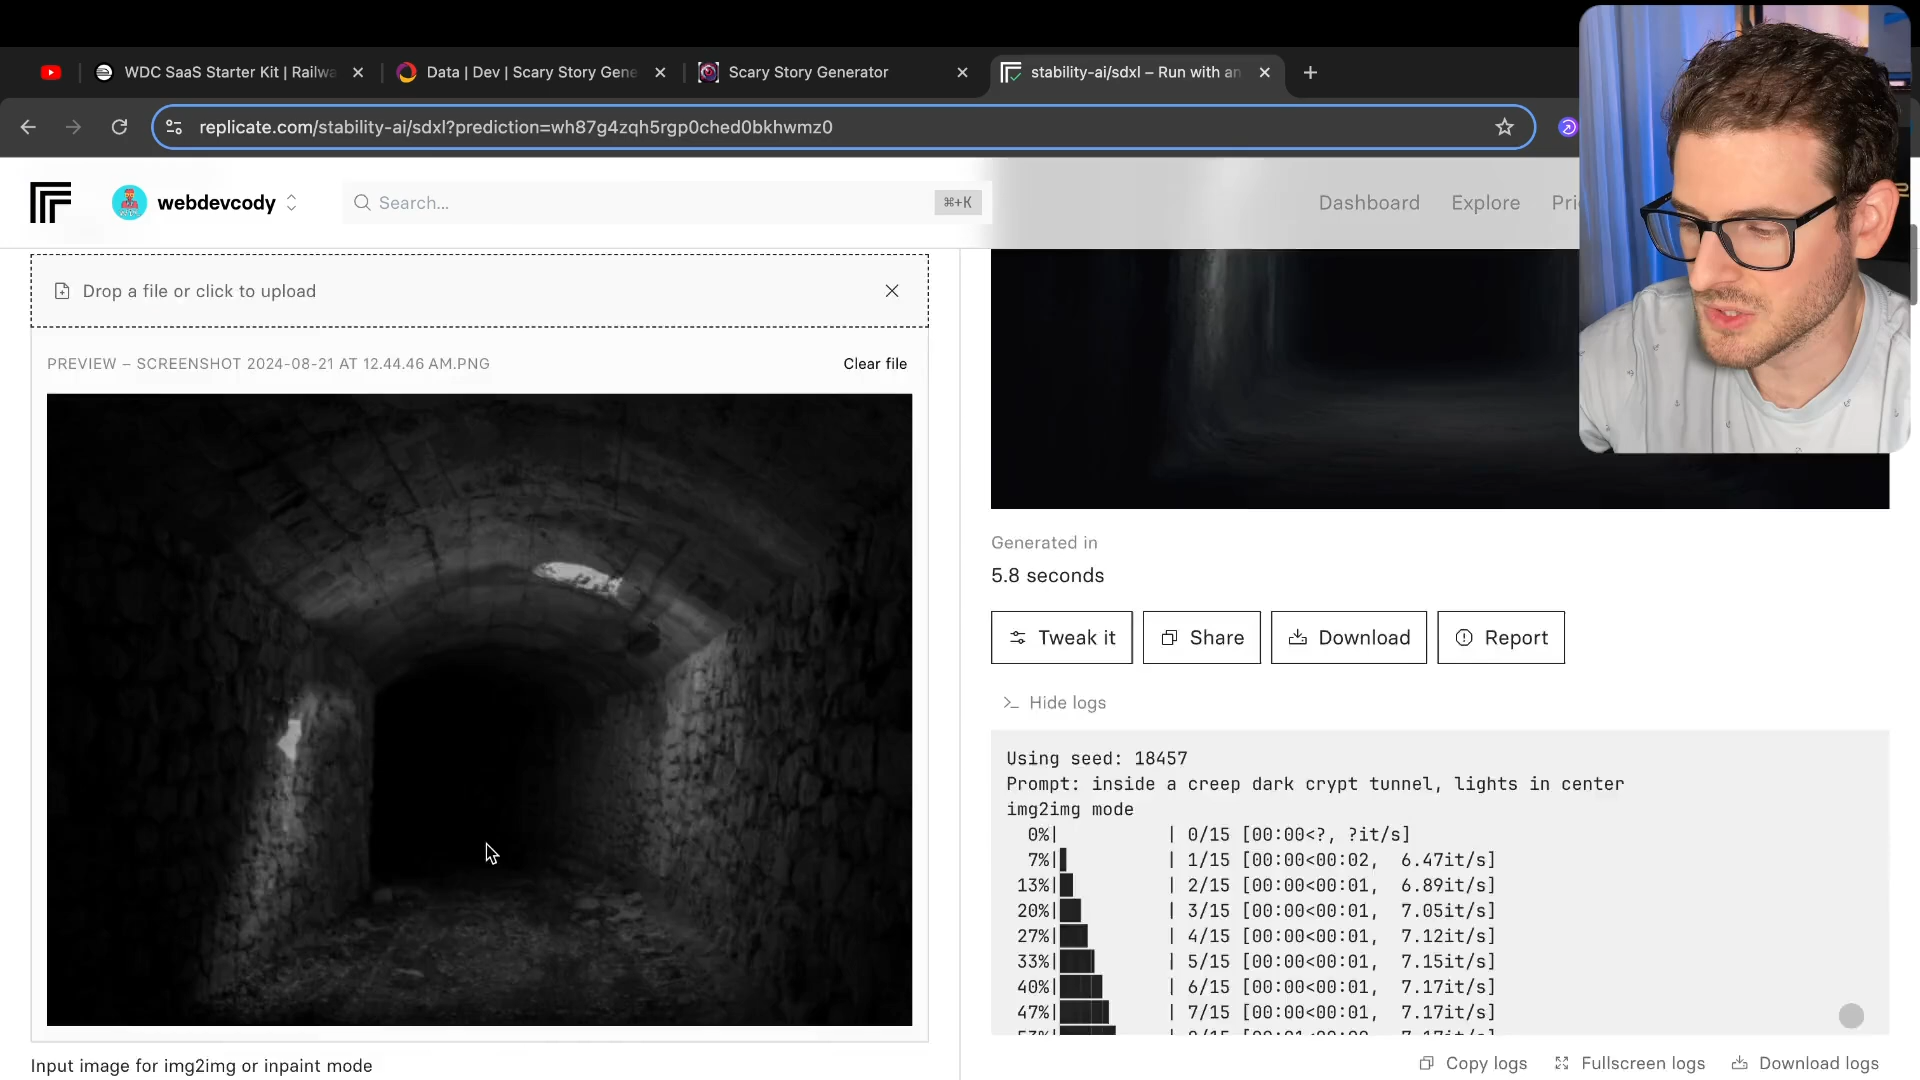 WDC SaaS Starter Kit | Railwa
Data | Dev | Scary Story Gene
Scary Story Generator
stability-ai/sdxl – Run with an
replicate.com/stability-ai/sdxl?prediction=wh87g4zqh5rgp0ched0bkhwmz0
webdevcody
Search...
⌘+K
Dashboard
Explore
Pri
Drop a file or click to upload
PREVIEW – SCREENSHOT 2024-08-21 AT 12.44.46 AM.PNG
Clear file
Input image for img2img or inpaint mode
Generated in
5.8 seconds
Tweak it
Share
Download
Report
Hide logs
Using seed: 18457
Prompt: inside a creep dark crypt tunnel, lights in center
img2img mode
0%| | 0/15 [00:00<?, ?it/s]
7%| | 1/15 [00:00<00:02, 6.47it/s]
13%| | 2/15 [00:00<00:01, 6.89it/s]
20%| | 3/15 [00:00<00:01, 7.05it/s]
27%| | 4/15 [00:00<00:01, 7.12it/s]
33%| | 5/15 [00:00<00:01, 7.15it/s]
40%| | 6/15 [00:00<00:01, 7.17it/s]
47%| | 7/15 [00:00<00:01, 7.17it/s]
Copy logs
Fullscreen logs
Download logs